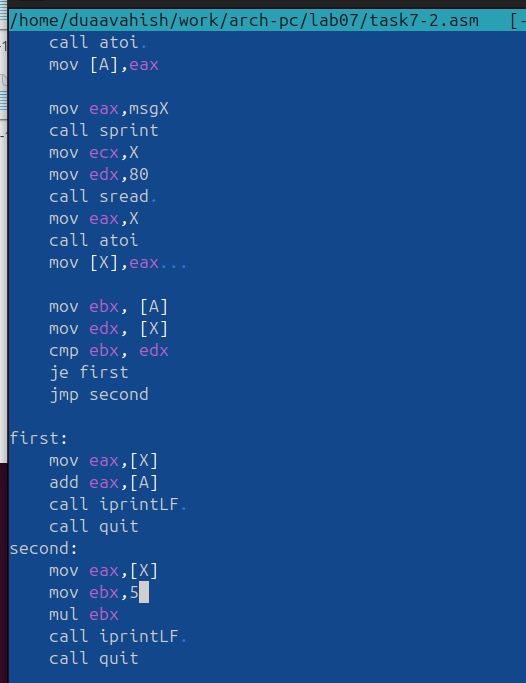 /home/duaavahish/work/arch-pc/lab07/task7-2.asm [-
call atoi.
mov [A],eax
mov eax,msgX
call sprint
mov ecx,X
mov edx,80
call sread.
mov eax,X
call atoi
mov [X],eax...
mov ebx, [A]
mov edx, [X]
cmp ebx, edx
je first
jmp second
first:
mov eax,[X]
add eax,[A]
call iprintLF.
call quit
second:
mov eax,[X]
mov ebx,5
mul ebx
call iprintLF.
call quit